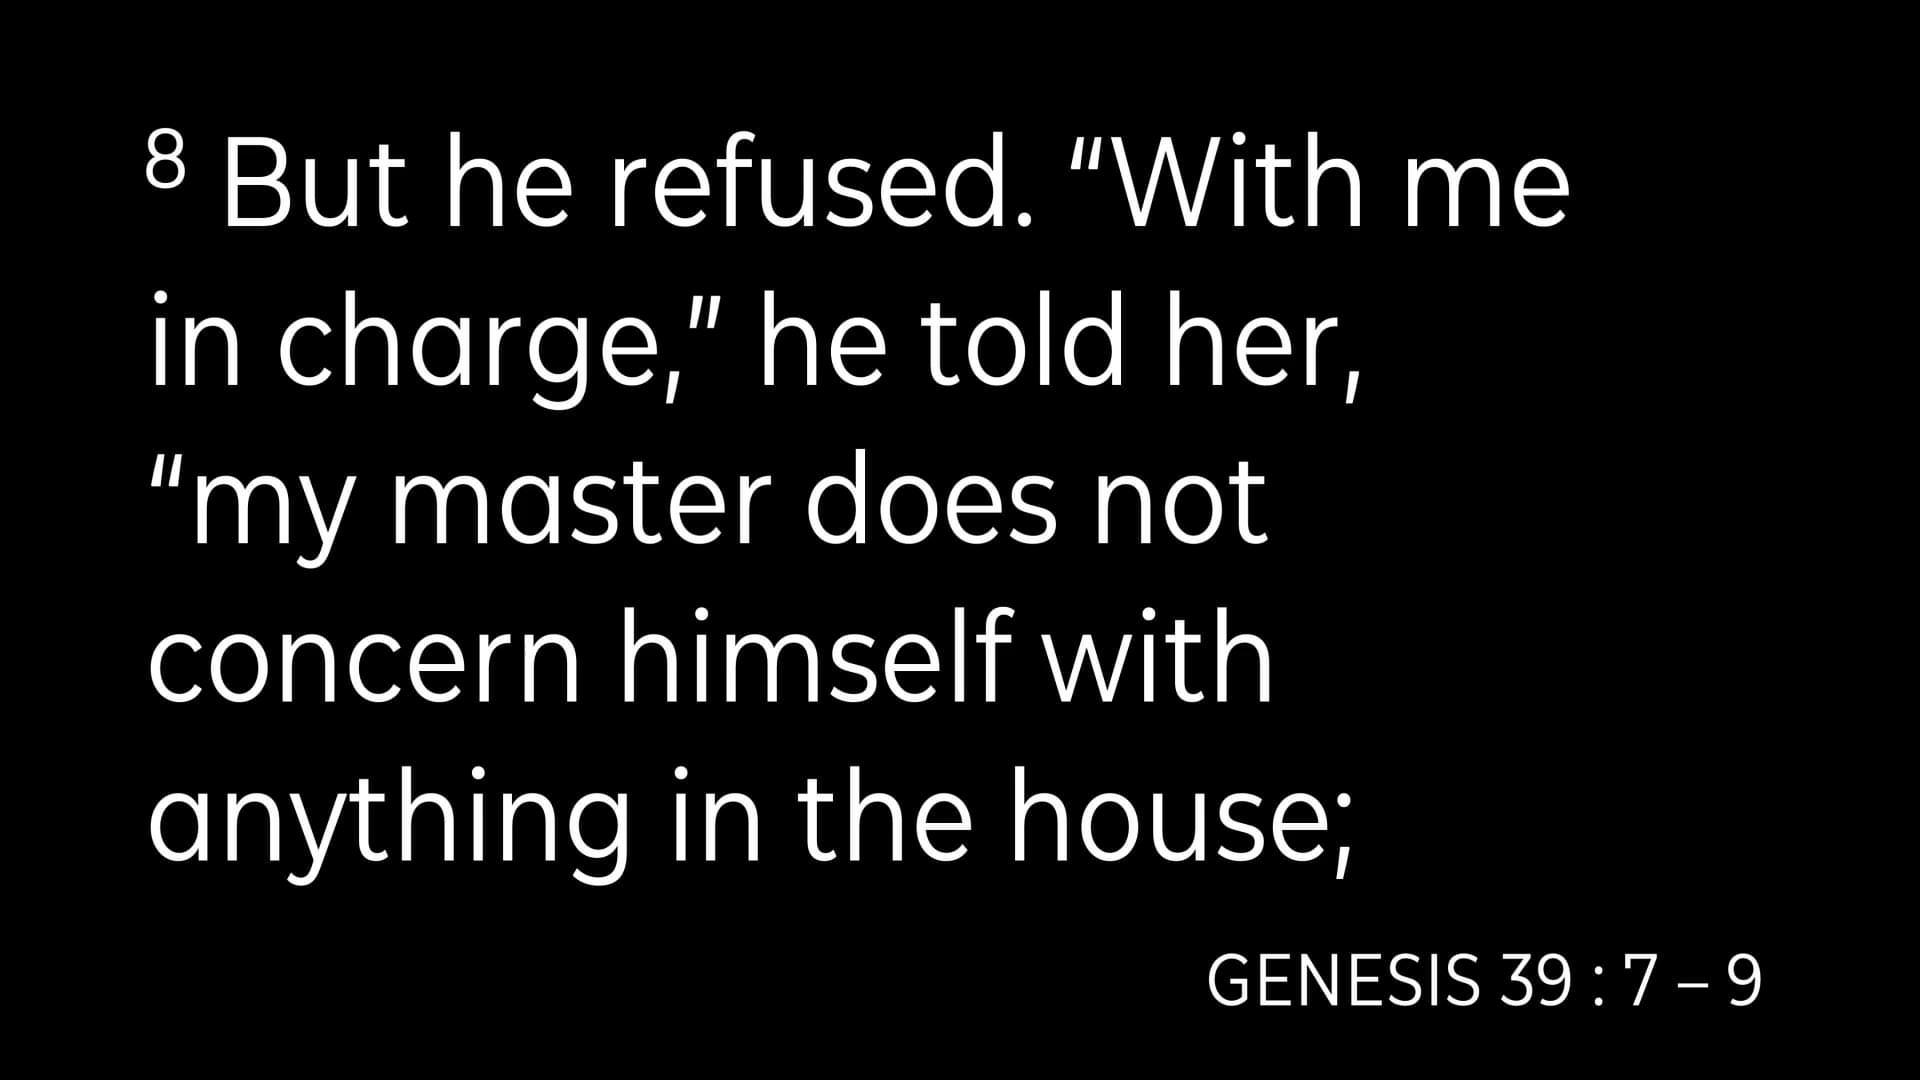 8 But he refused. “With me
in charge,” he told her,
“my master does not
concern himself with
anything in the house;
GENESIS 39 : 7 – 9